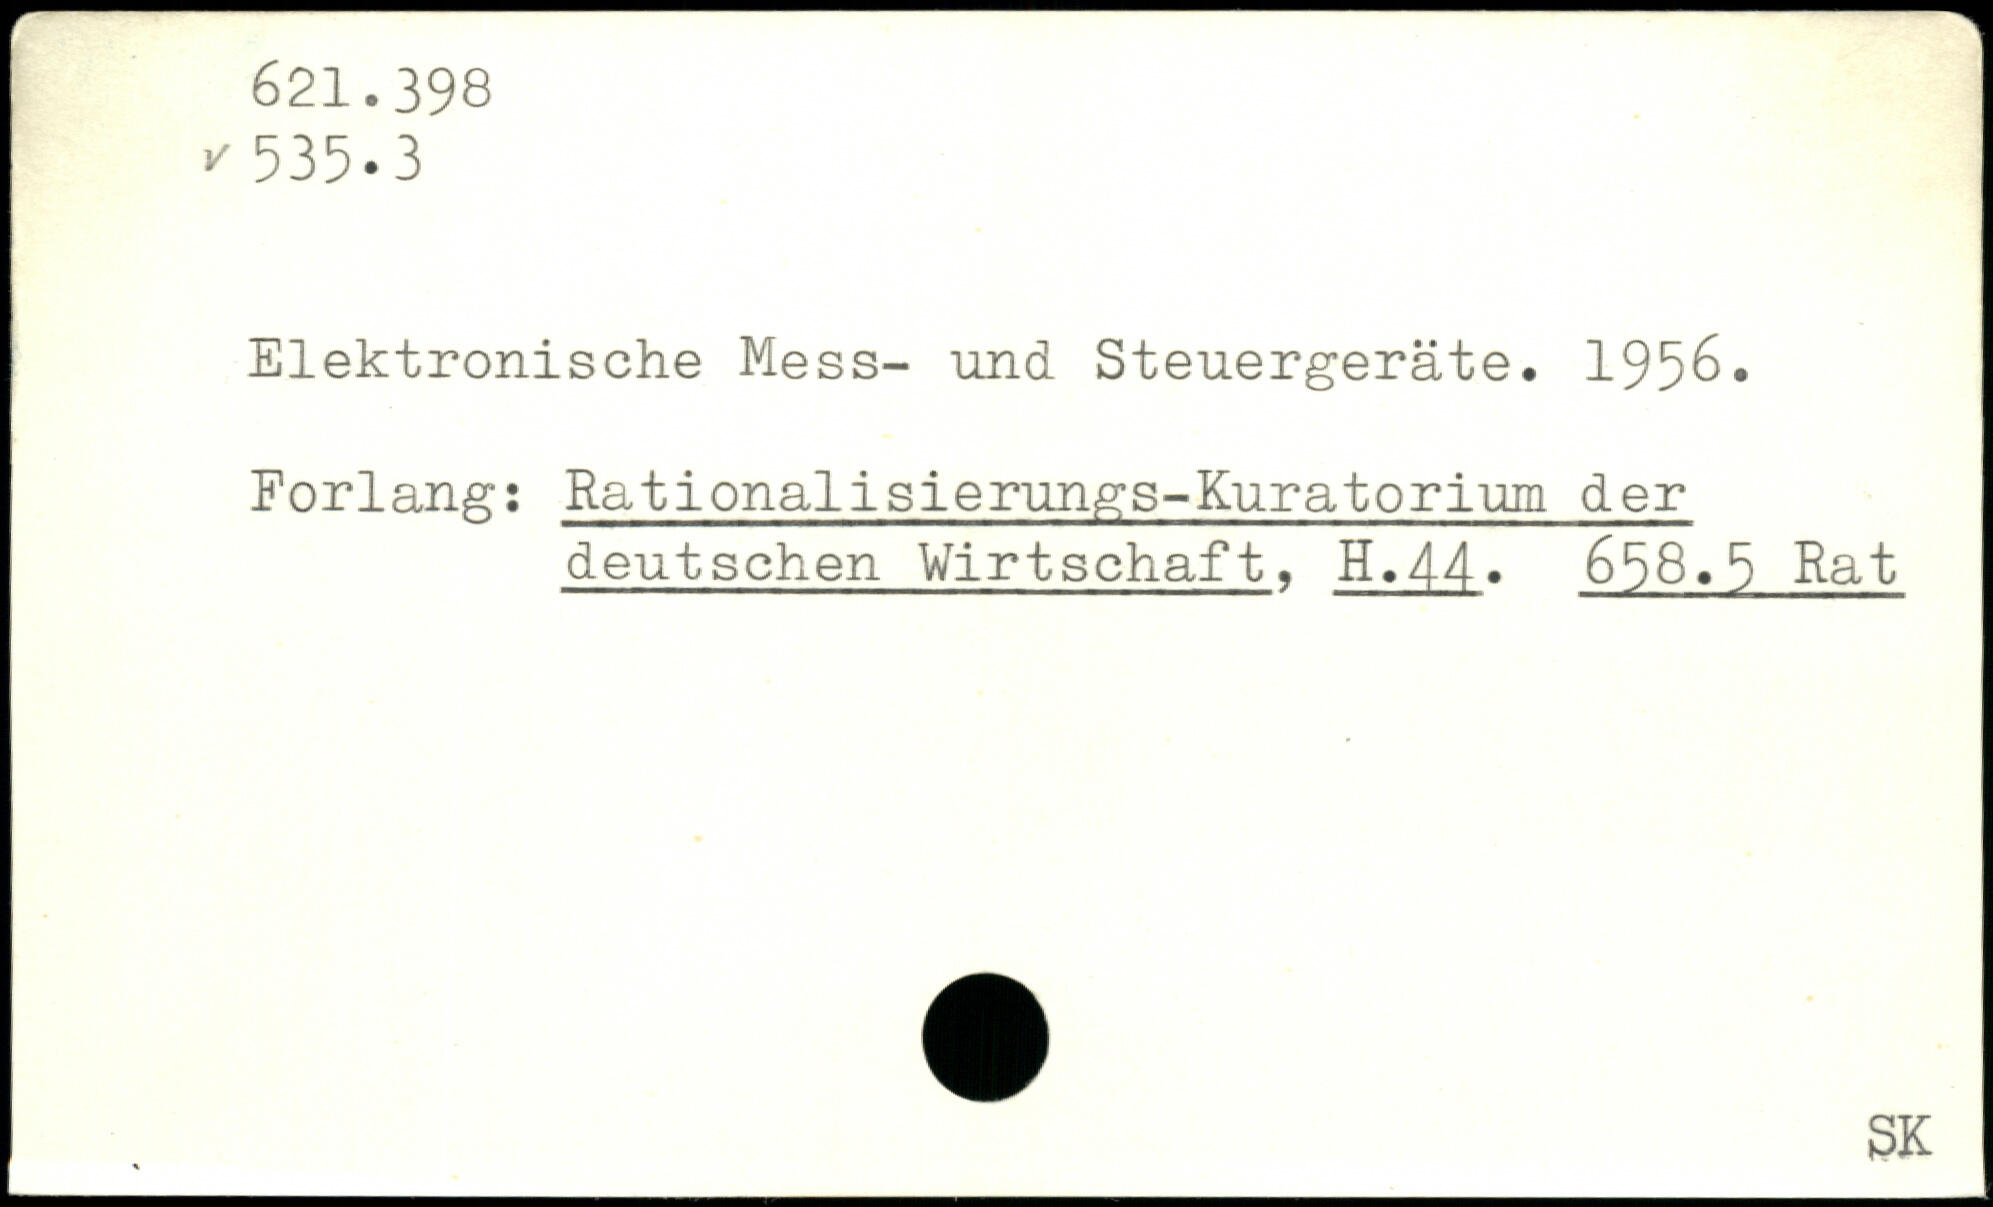 621.398
v 535.3
Elektronische Mess- und Steuergeräte. 1956.
Forlang: Rationalisierungs-Kuratorium der
deutschen Wirtschaft, H.44. 658.5 Rat
SK